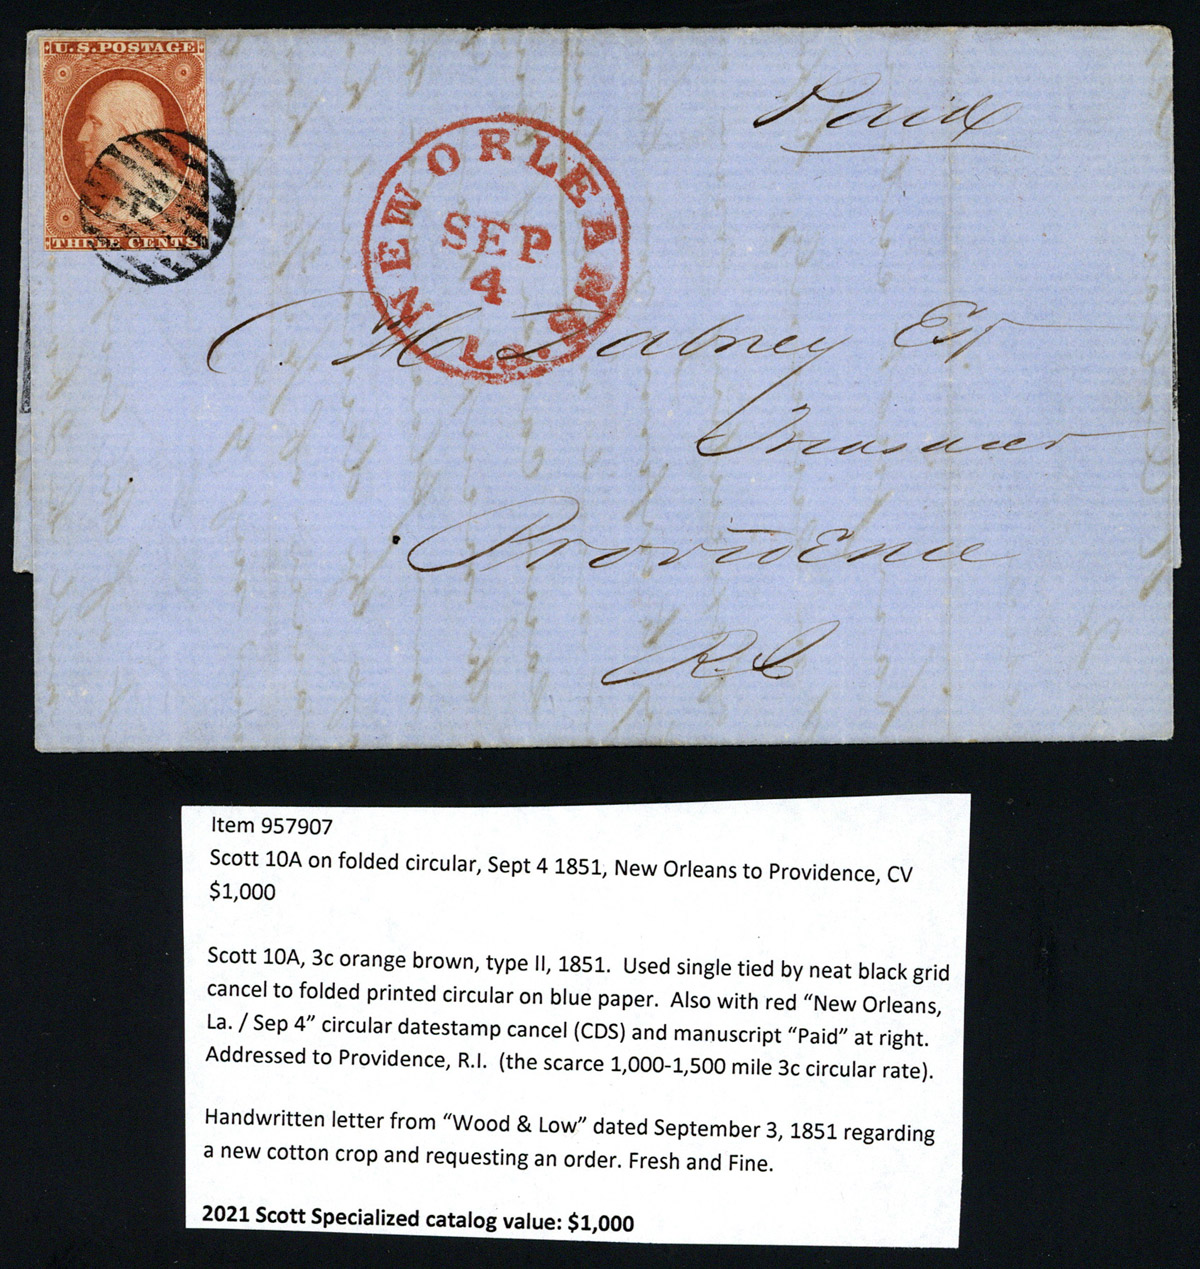 U.S. POSTAGE
THREE CENTS
NEW ORLEANS
SEP
4
La.
Paid
Dabney Esq
Treasurer
Providence
R.I.
Item 957907
Scott 10A on folded circular, Sept 4 1851, New Orleans to Providence, CV
$1,000
Scott 10A, 3c orange brown, type II, 1851.  Used single tied by neat black grid
cancel to folded printed circular on blue paper.  Also with red “New Orleans,
La. / Sep 4” circular datestamp cancel (CDS) and manuscript “Paid” at right.
Addressed to Providence, R.I.  (the scarce 1,000-1,500 mile 3c circular rate).
Handwritten letter from “Wood & Low” dated September 3, 1851 regarding
a new cotton crop and requesting an order. Fresh and Fine.
2021 Scott Specialized catalog value: $1,000